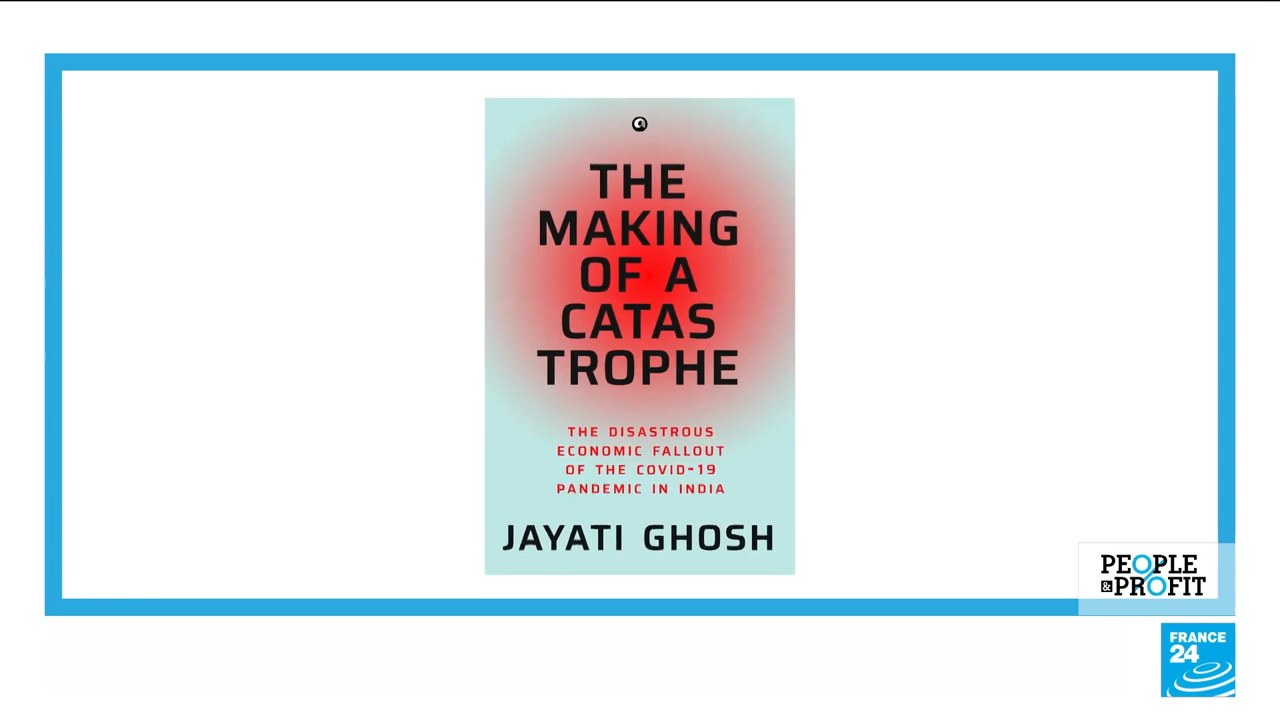 THE
MAKING
OF A
CATAS
TROPHE
THE DISASTROUS
ECONOMIC FALLOUT
OF THE COVID-19
PANDEMIC IN INDIA
JAYATI GHOSH
PEOPLE
&PROFIT
FRANCE
24